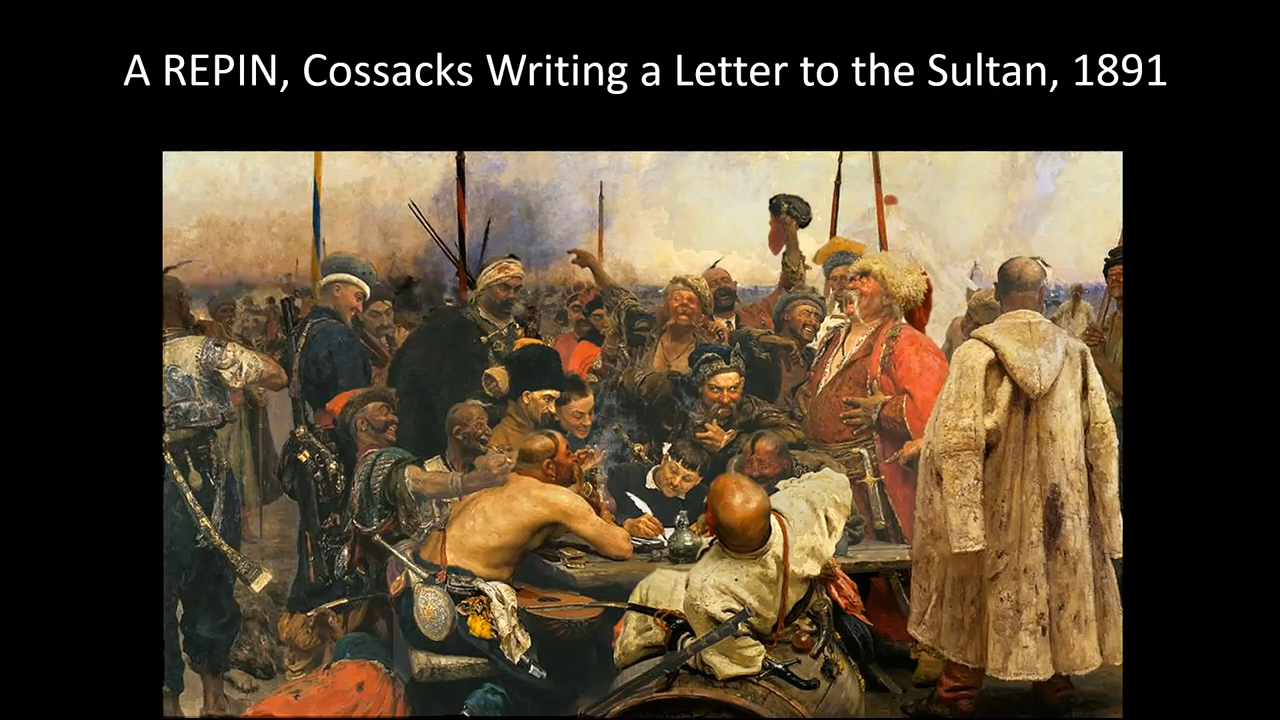 A REPIN, Cossacks Writing a Letter to the Sultan, 1891